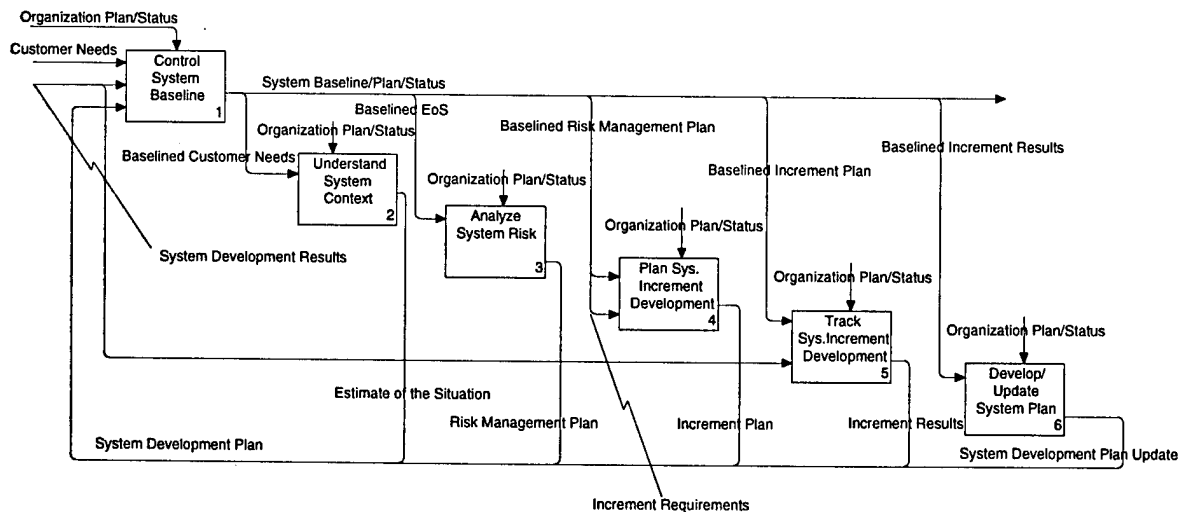 Organization Plan/Status
Customer Needs
Control
System
Baseline
1
System Baseline/Plan/Status
Baselined EoS
Organization Plan/Status
Baselined Risk Management Plan
Baselined Increment Results
Baselined Customer Needs
Understand
System
Context
2
Baselined Increment Plan
Organization Plan/Status
Analyze
System Risk
3
System Development Results
Organization Plan/Status
Plan Sys.
Increment
Development
4
Organization Plan/Status
Track
Sys.Increment
Development
5
Organization Plan/Status
Develop/
Update
System Plan
6
Estimate of the Situation
Risk Management Plan
Increment Plan
Increment Results
System Development Plan
System Development Plan Update
Increment Requirements